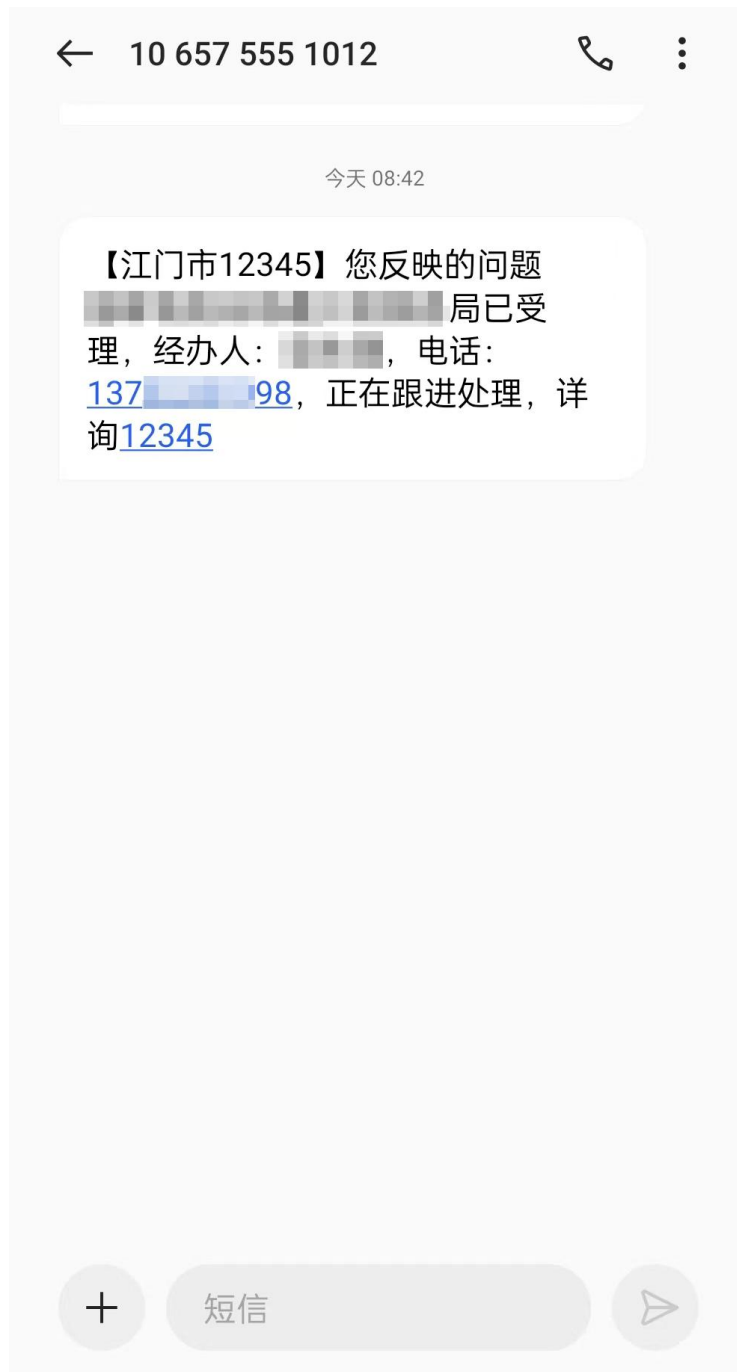 10 657 555 1012
今天 08:42
【江门市12345】您反映的问题
局已受
理，经办人： ，电话：
137 98，正在跟进处理，详
询12345
短信